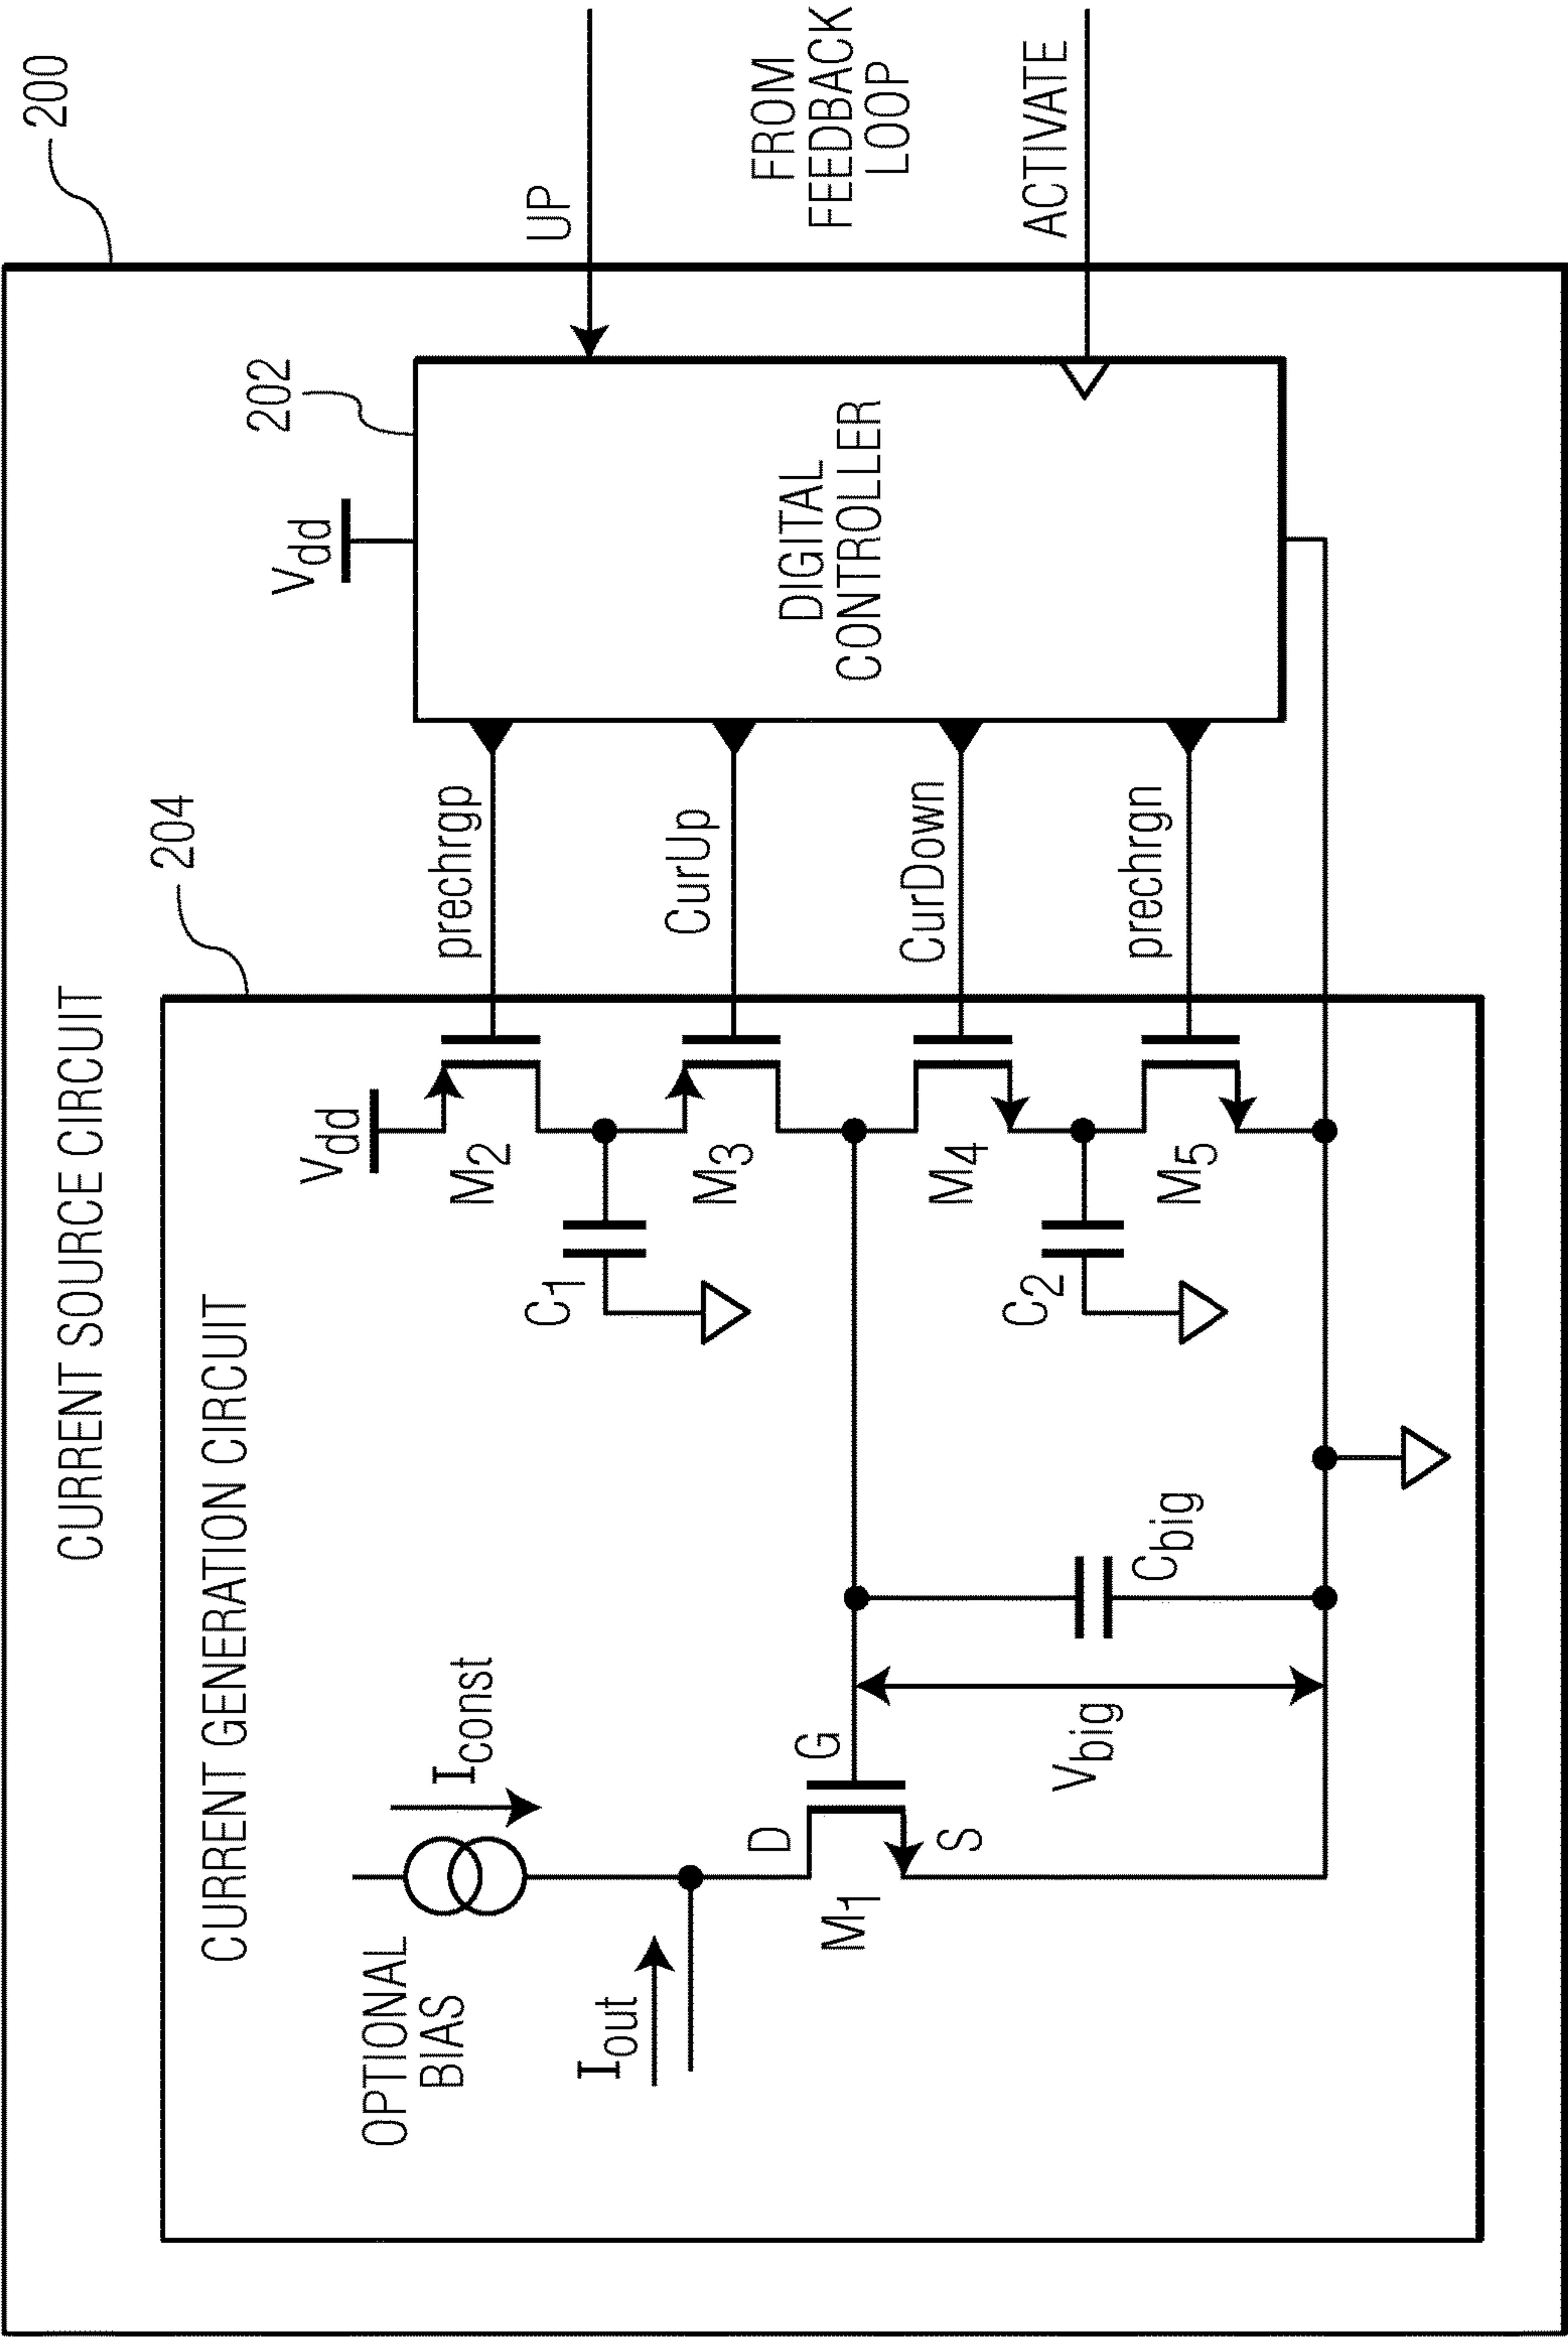 CURRENT SOURCE CIRCUIT
200
CURRENT GENERATION CIRCUIT
204
202
OPTIONAL
BIAS
Iconst
Iout
D
G
S
M1
Vbig
Cbig
Vdd
M2
C1
M3
M4
C2
M5
prechrgp
CurUp
CurDown
prechrgn
Vdd
DIGITAL
CONTROLLER
UP
FROM
FEEDBACK
LOOP
ACTIVATE